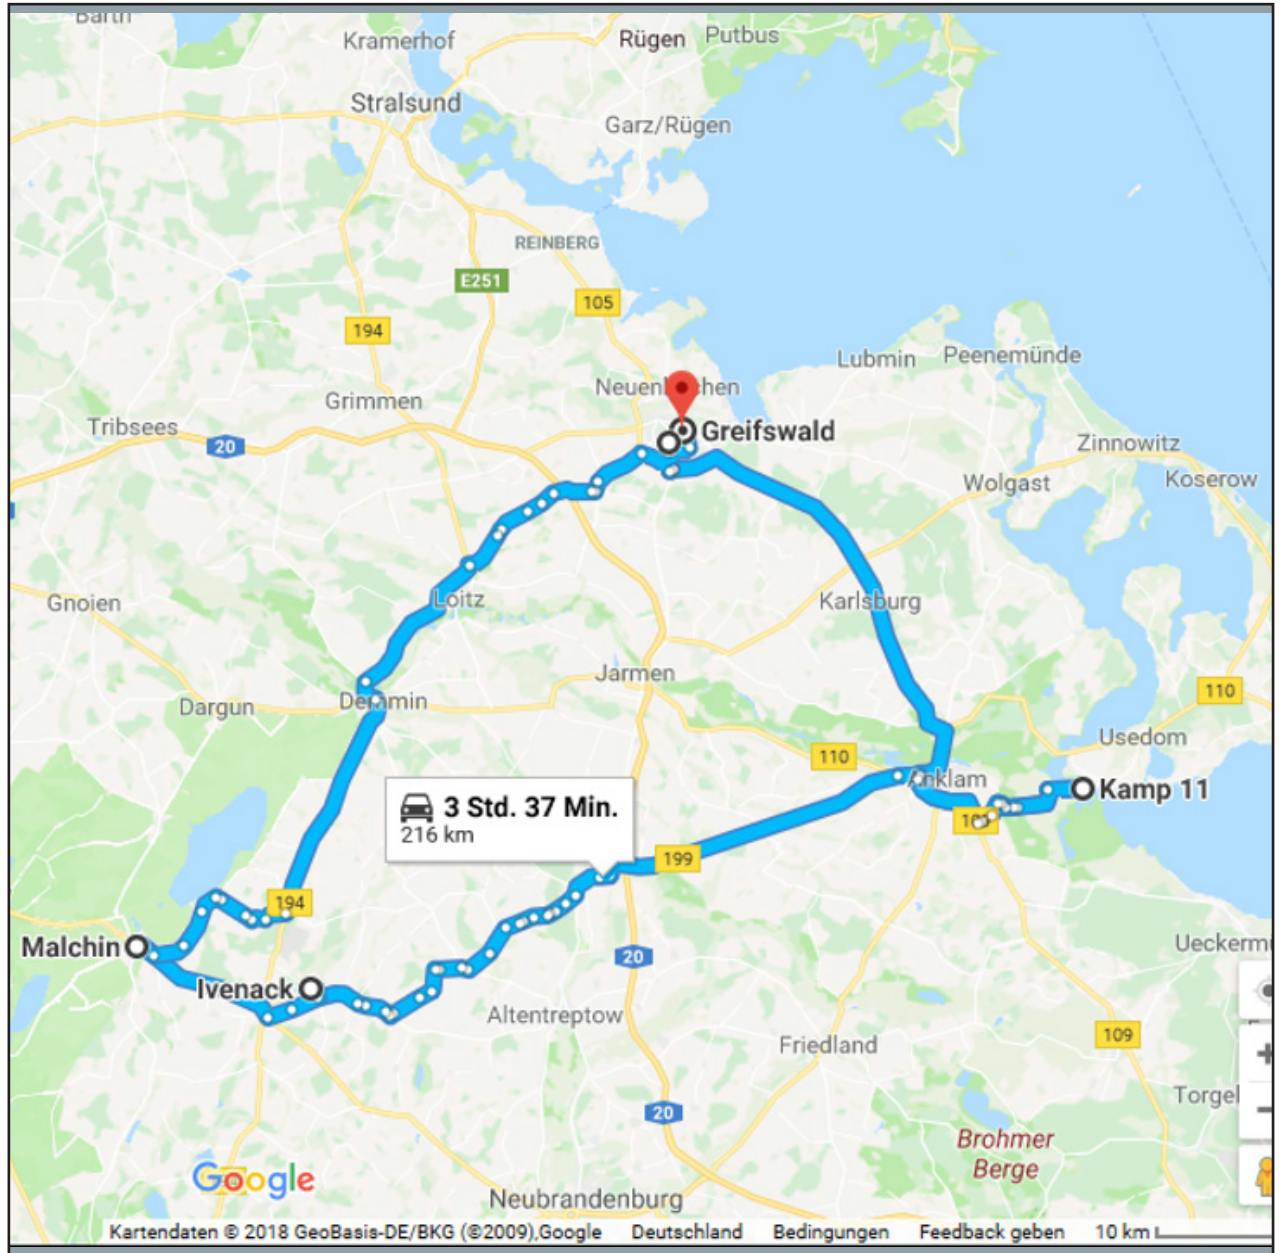 Barth
Kramerhof
Rügen
Putbus
Stralsund
Garz/Rügen
REINBERG
E251
105
194
Lubmin
Peenemünde
Neuenkirchen
Grimmen
Tribsees
20
Greifswald
Zinnowitz
Wolgast
Koserow
Gnoien
Loitz
Karlsburg
Jarmen
Dargun
Demmin
110
Usedom
110
Anklam
Kamp 11
3 Std. 37 Min.
216 km
199
194
Malchin
20
Ivenack
Altentreptow
Friedland
109
20
Brohmer
Berge
Google
Neubrandenburg
Kartendaten © 2018 GeoBasis-DE/BKG (©2009),Google Deutschland Bedingungen Feedback geben 10 km